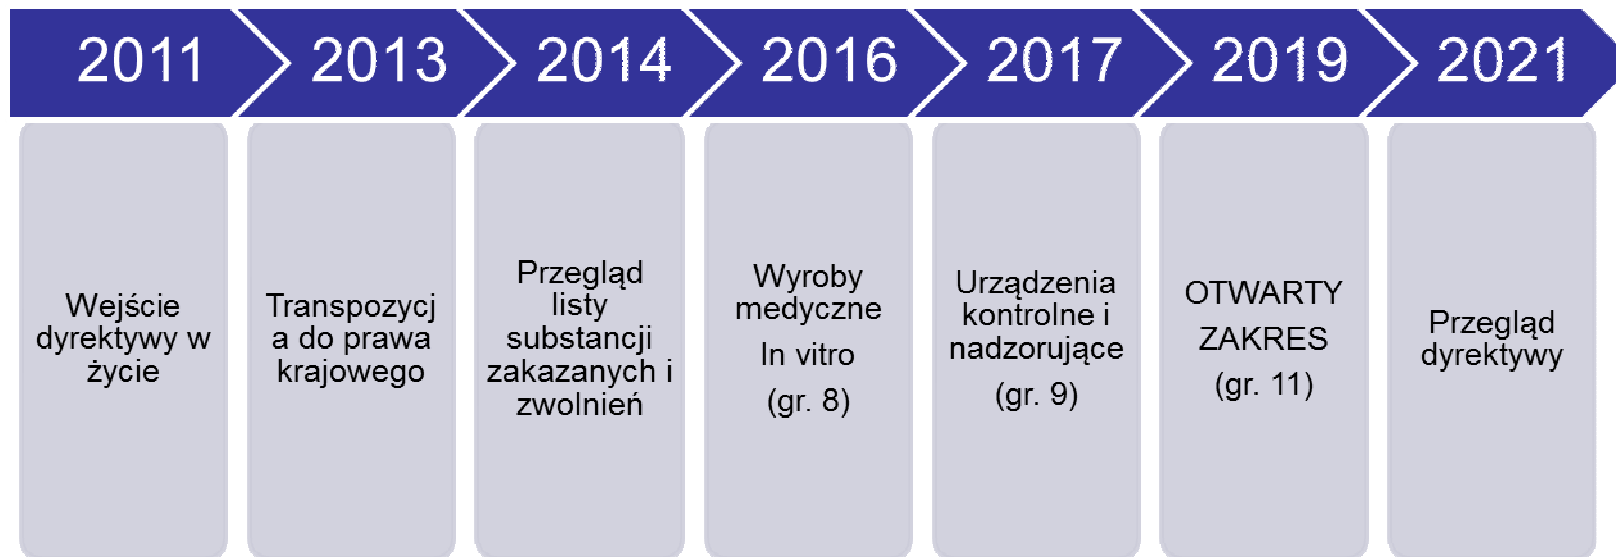 2011
2013
2014
2016
2017
2019
2021
Wejście
dyrektywy w
życie
Transpozycj
a do prawa
krajowego
Przegląd
listy
substancji
zakazanych i
zwolnień
Wyroby
medyczne
In vitro
(gr. 8)
Urządzenia
kontrolne i
nadzorujące
(gr. 9)
OTWARTY
ZAKRES
(gr. 11)
Przegląd
dyrektywy